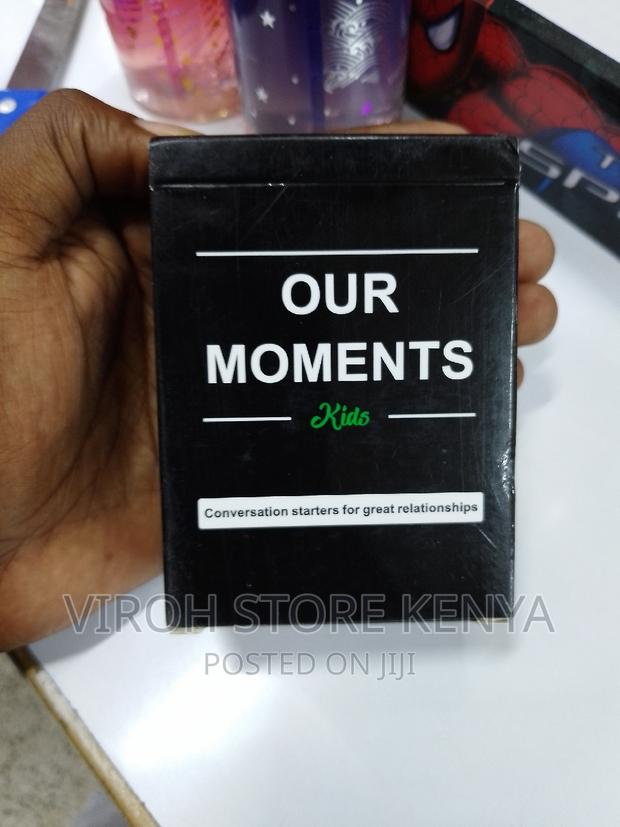 OUR
MOMENTS
Kids
Conversation starters for great relationships
VIROH STORE KENYA
POSTED ON JIJI